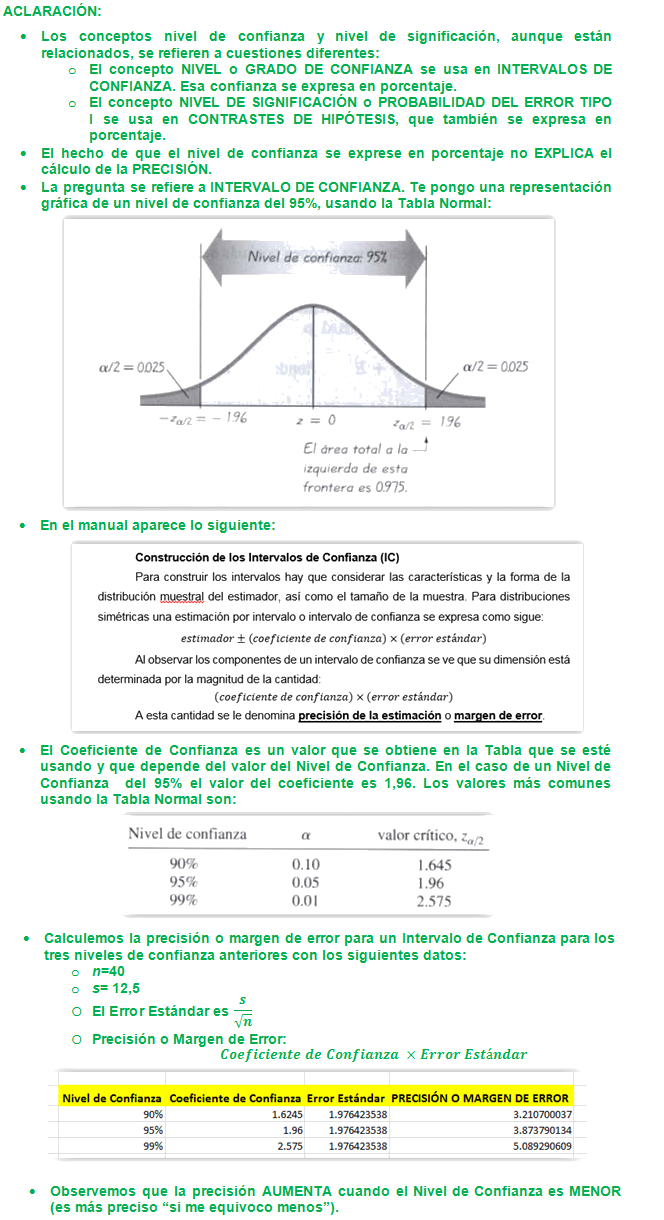 ACLARACIÓN:
• Los conceptos nivel de confianza y nivel de significación, aunque están
relacionados, se refieren a cuestiones diferentes:
o El concepto NIVEL o GRADO DE CONFIANZA se usa en INTERVALOS DE
CONFIANZA. Esa confianza se expresa en porcentaje.
o El concepto NIVEL DE SIGNIFICACIÓN o PROBABILIDAD DEL ERROR TIPO
I se usa en CONTRASTES DE HIPÓTESIS, que también se expresa en
porcentaje.
• El hecho de que el nivel de confianza se exprese en porcentaje no EXPLICA el
cálculo de la PRECISIÓN.
• La pregunta se refiere a INTERVALO DE CONFIANZA. Te pongo una representación
gráfica de un nivel de confianza del 95%, usando la Tabla Normal:
Nivel de confianza: 95%
α/2 = 0.025
α/2 = 0.025
−zα/2 = − 1.96
z = 0
zα/2 = 1.96
El área total a la
izquierda de esta
frontera es 0.975.
• En el manual aparece lo siguiente:
Construcción de los Intervalos de Confianza (IC)
Para construir los intervalos hay que considerar las características y la forma de la
distribución muestral del estimador, así como el tamaño de la muestra. Para distribuciones
simétricas una estimación por intervalo o intervalo de confianza se expresa como sigue:
estimador ± (coeficiente de confianza) × (error estándar)
Al observar los componentes de un intervalo de confianza se ve que su dimensión está
determinada por la magnitud de la cantidad:
(coeficiente de confianza) × (error estándar)
A esta cantidad se le denomina precisión de la estimación o margen de error.
• El Coeficiente de Confianza es un valor que se obtiene en la Tabla que se esté
usando y que depende del valor del Nivel de Confianza. En el caso de un Nivel de
Confianza del 95% el valor del coeficiente es 1,96. Los valores más comunes
usando la Tabla Normal son:
Nivel de confianza α valor crítico, zα/2
90% 0.10 1.645
95% 0.05 1.96
99% 0.01 2.575
• Calculemos la precisión o margen de error para un Intervalo de Confianza para los
tres niveles de confianza anteriores con los siguientes datos:
o n=40
o s= 12,5
o El Error Estándar es s/√n
o Precisión o Margen de Error:
Coeficiente de Confianza × Error Estándar
Nivel de Confianza Coeficiente de Confianza Error Estándar PRECISIÓN O MARGEN DE ERROR
90% 1.6245 1.976423538 3.210700037
95% 1.96 1.976423538 3.873790134
99% 2.575 1.976423538 5.089290609
• Observemos que la precisión AUMENTA cuando el Nivel de Confianza es MENOR
(es más preciso “si me equivoco menos”).